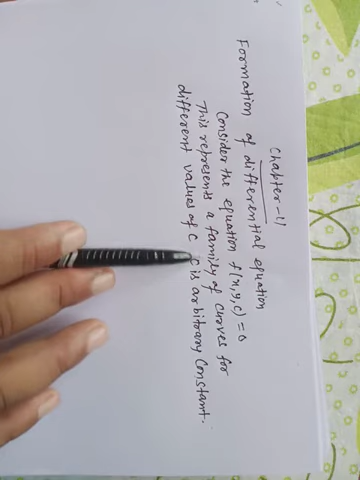 Chapter-4
Formation of differential equation
Consider the equation f(x,y,c) = 0
This represents a family of curves for
different values of c c is arbitrary constant.